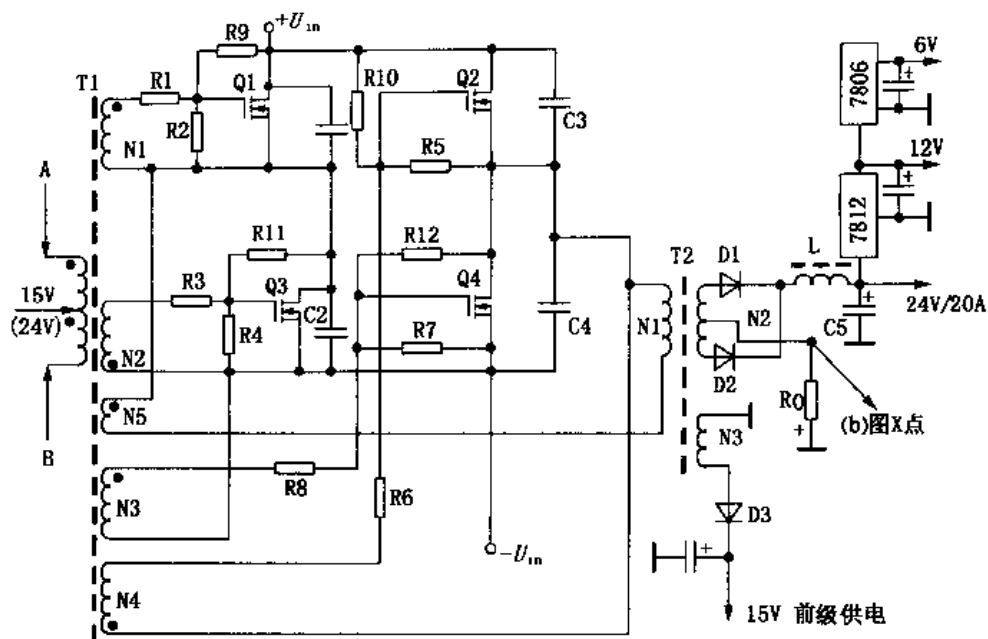 +Uin
R9
6V
T1
R1
Q1
R10
Q2
7806
R2
C3
N1
R5
12V
A
7812
R11
R12
15V
(24V)
R3
Q3
Q4
T2
D1
L
24V/20A
R4
C2
R7
C4
N1
N2
C5
N2
D2
N5
R0
(b)图X点
B
N3
R8
R6
N3
D3
-Uin
N4
15V 前级供电